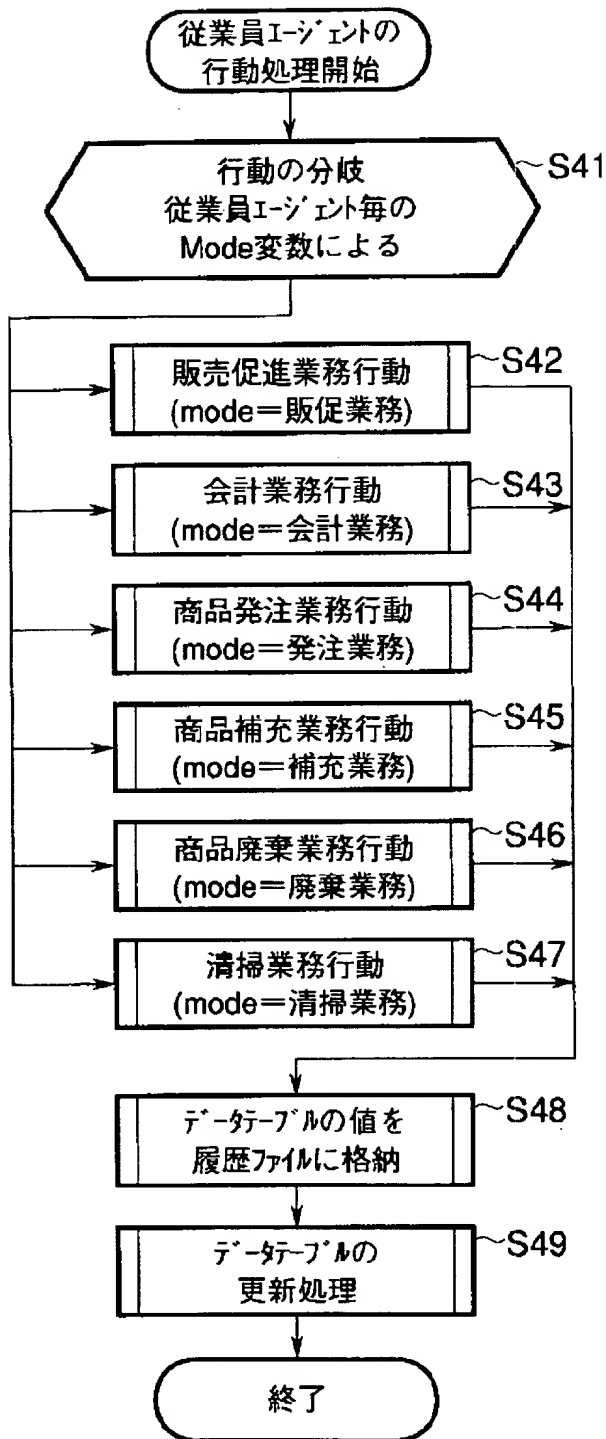 従業員ｴｰｼﾞｪﾝﾄの
行動処理開始
行動の分岐
従業員ｴｰｼﾞｪﾝﾄ毎の
Mode変数による
S41
販売促進業務行動
(mode＝販促業務)
S42
会計業務行動
(mode＝会計業務)
S43
商品発注業務行動
(mode＝発注業務)
S44
商品補充業務行動
(mode＝補充業務)
S45
商品廃棄業務行動
(mode＝廃棄業務)
S46
清掃業務行動
(mode＝清掃業務)
S47
ﾃﾞｰﾀﾃｰﾌﾞﾙの値を
履歴ファイルに格納
S48
ﾃﾞｰﾀﾃｰﾌﾞﾙの
更新処理
S49
終了